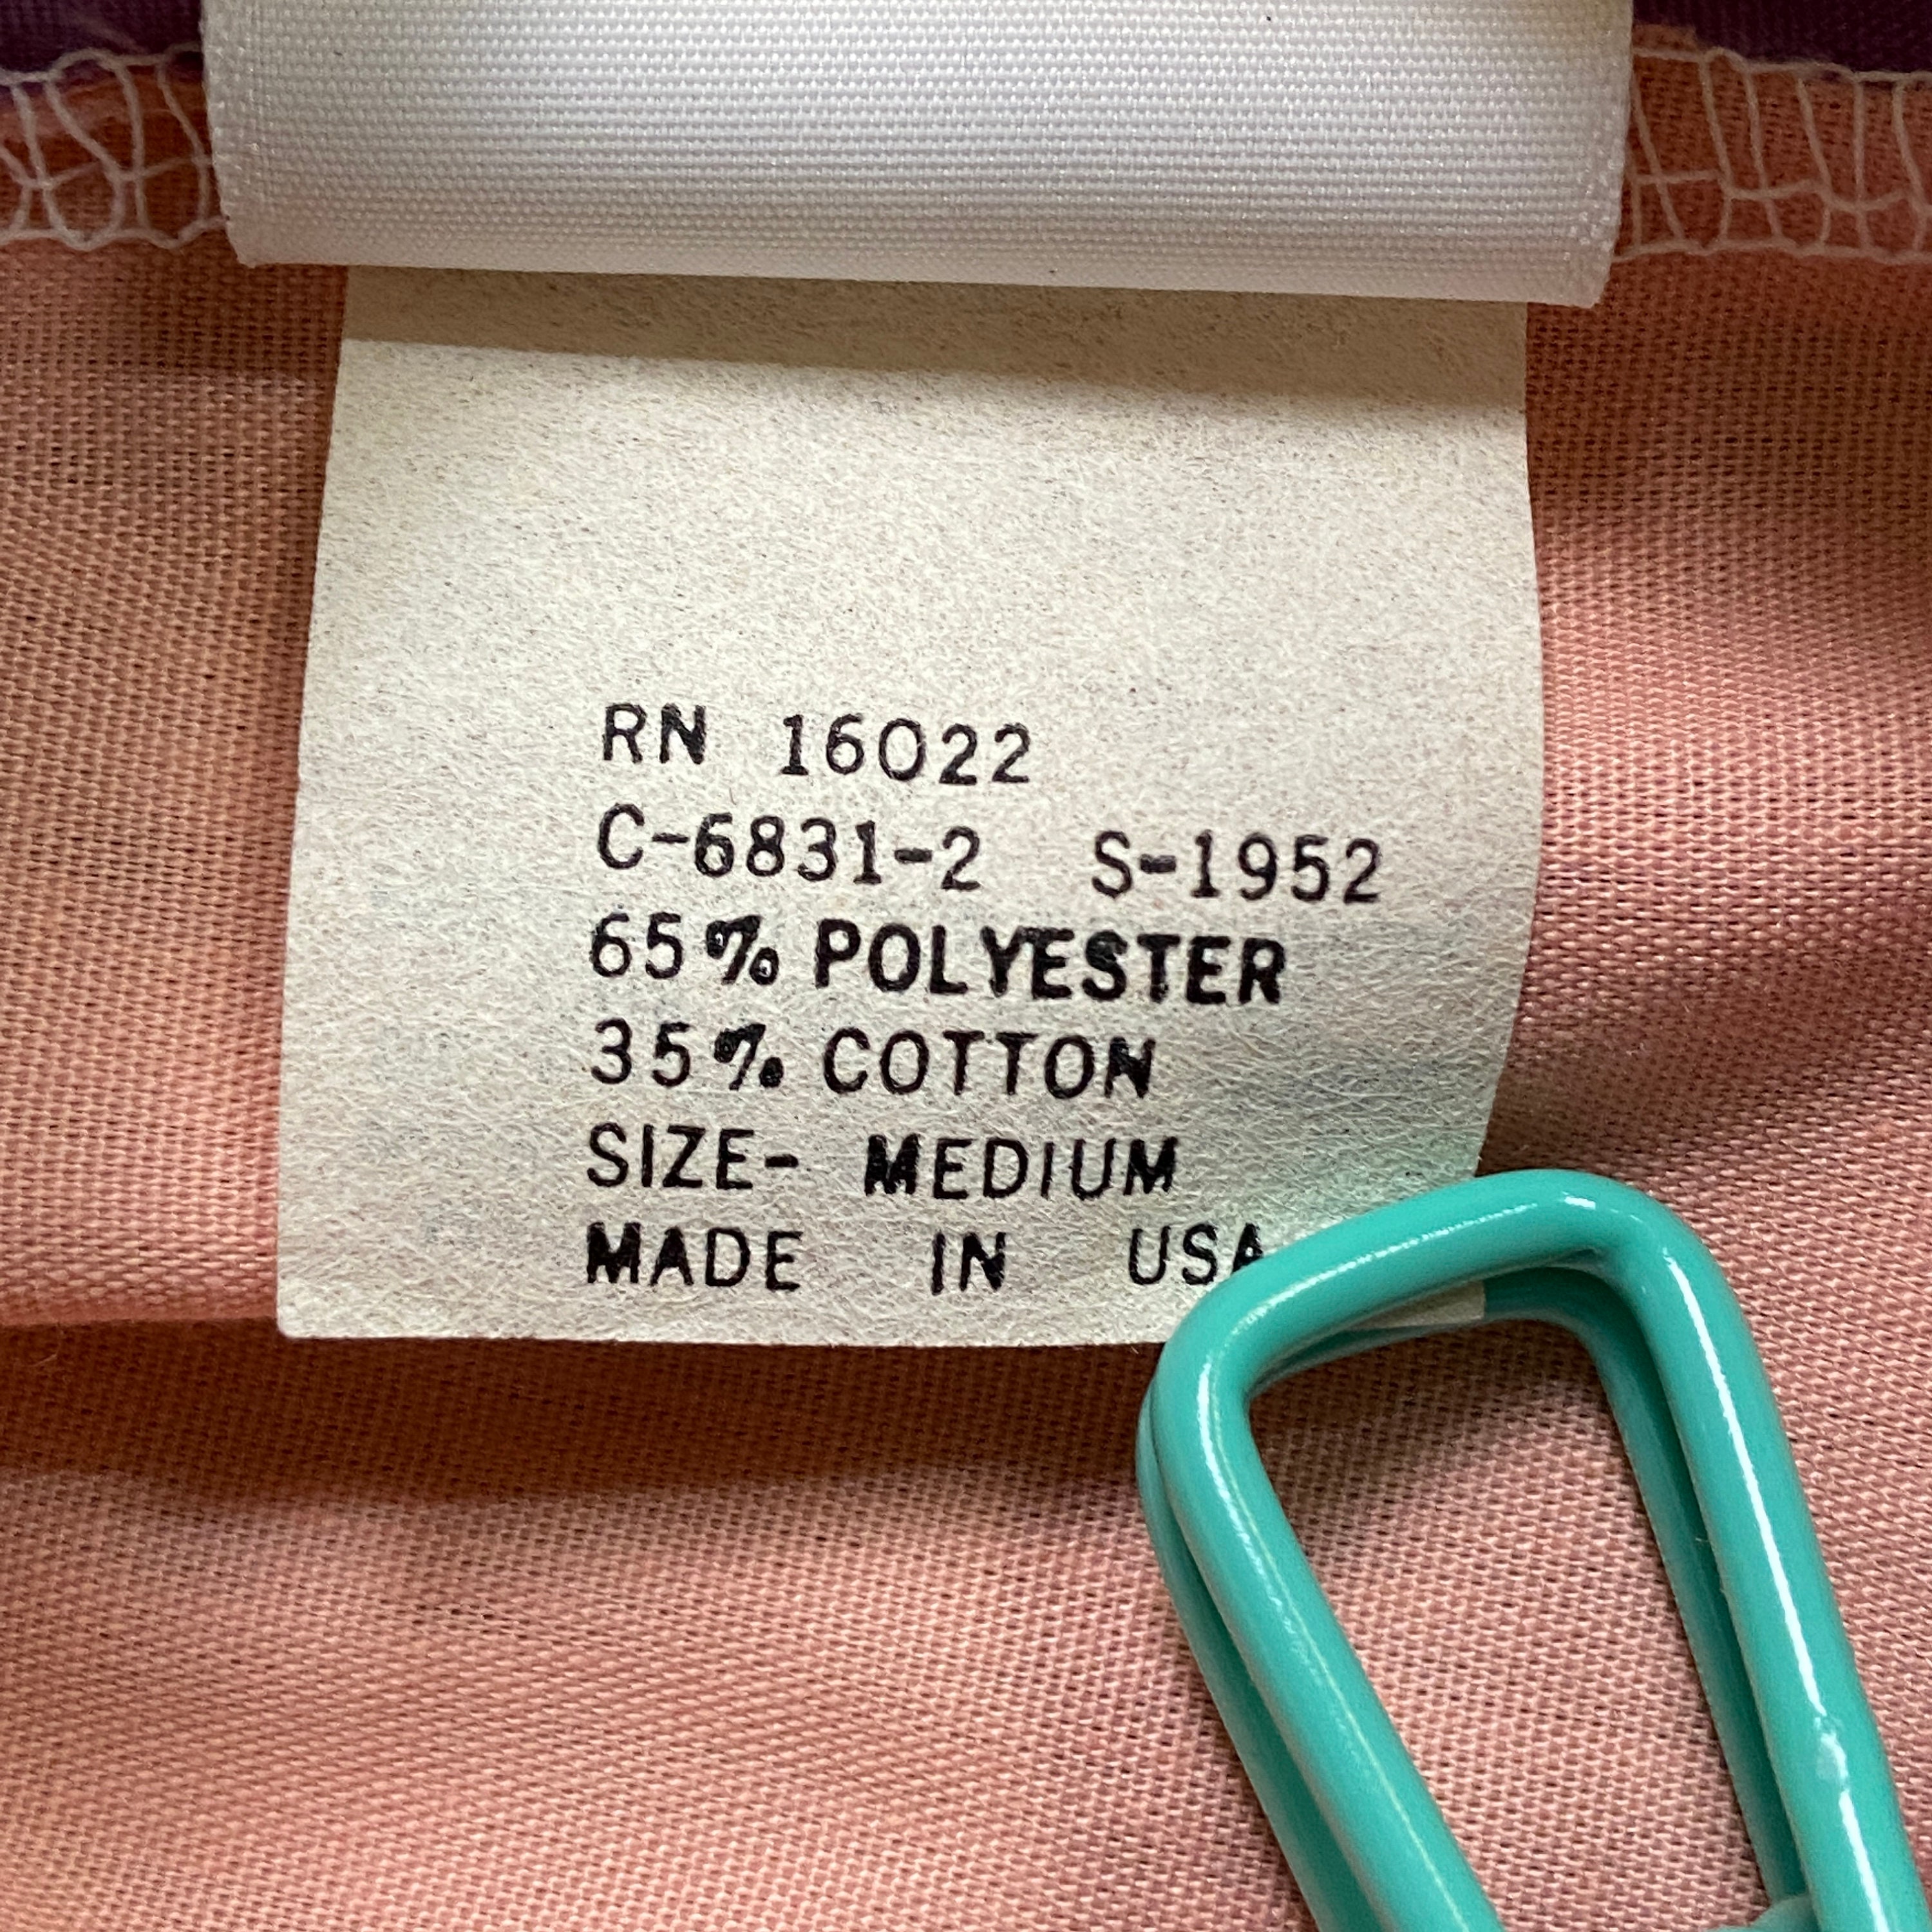 RN 16022
C-6831-2 S-1952
65% POLYESTER
35% COTTON
SIZE- MEDIUM
MADE IN USA